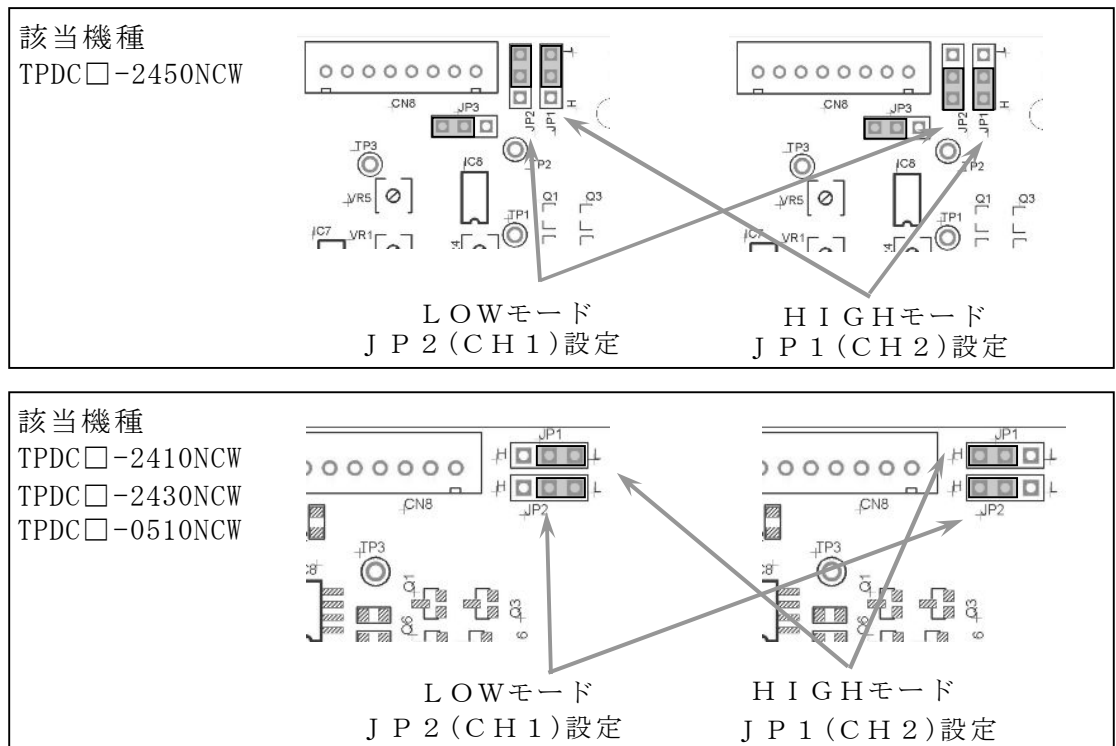 該当機種
TPDC□-2450NCW
L
H
CN8
JP3
JP2
JP1
TP3
TP2
IC8
VR5
Q1
Q3
TP1
IC7
VR1
L
H
CN8
JP3
JP2
JP1
TP3
TP2
IC8
VR5
Q1
Q3
TP1
VR1
LOWモード
JP2(CH1)設定
HIGHモード
JP1(CH2)設定
該当機種
TPDC□-2410NCW
TPDC□-2430NCW
TPDC□-0510NCW
JP1
H
L
H
L
CN8
JP2
TP3
Q1
Q3
Q6
JP1
H
L
H
L
CN8
JP2
TP3
Q1
Q3
Q6
LOWモード
JP2(CH1)設定
HIGHモード
JP1(CH2)設定